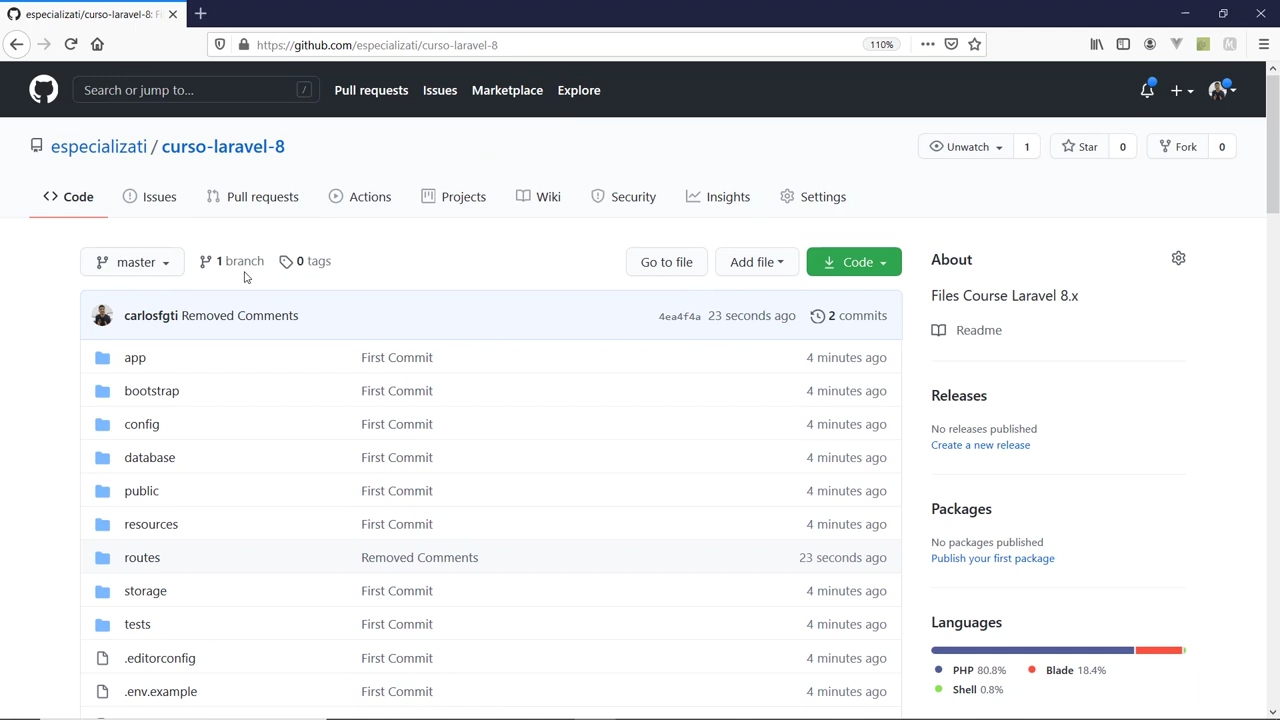 especializati/curso-laravel-8: Fi
https://github.com/especializati/curso-laravel-8
110%
Search or jump to...
/
Pull requests
Issues
Marketplace
Explore
especializati / curso-laravel-8
Unwatch
1
Star
0
Fork
0
Code
Issues
Pull requests
Actions
Projects
Wiki
Security
Insights
Settings
master
1 branch
0 tags
Go to file
Add file
Code
carlosfgti Removed Comments
4ea4f4a 23 seconds ago
2 commits
app First Commit 4 minutes ago
bootstrap First Commit 4 minutes ago
config First Commit 4 minutes ago
database First Commit 4 minutes ago
public First Commit 4 minutes ago
resources First Commit 4 minutes ago
routes Removed Comments 23 seconds ago
storage First Commit 4 minutes ago
tests First Commit 4 minutes ago
.editorconfig First Commit 4 minutes ago
.env.example First Commit 4 minutes ago
About
Files Course Laravel 8.x
Readme
Releases
No releases published
Create a new release
Packages
No packages published
Publish your first package
Languages
PHP 80.8%
Blade 18.4%
Shell 0.8%